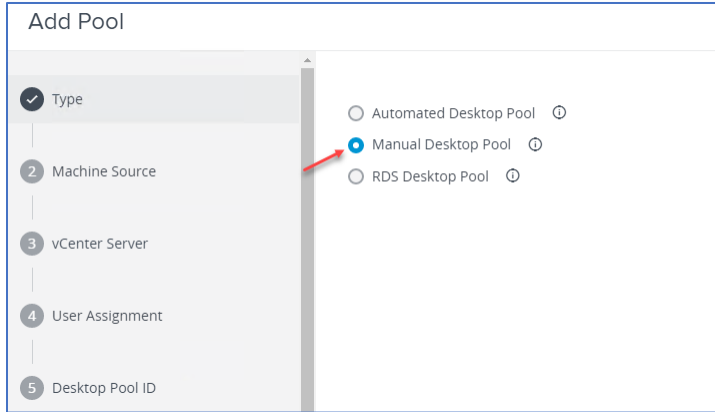 Add Pool
Type
2 Machine Source
3 vCenter Server
4 User Assignment
5 Desktop Pool ID
Automated Desktop Pool
Manual Desktop Pool
RDS Desktop Pool